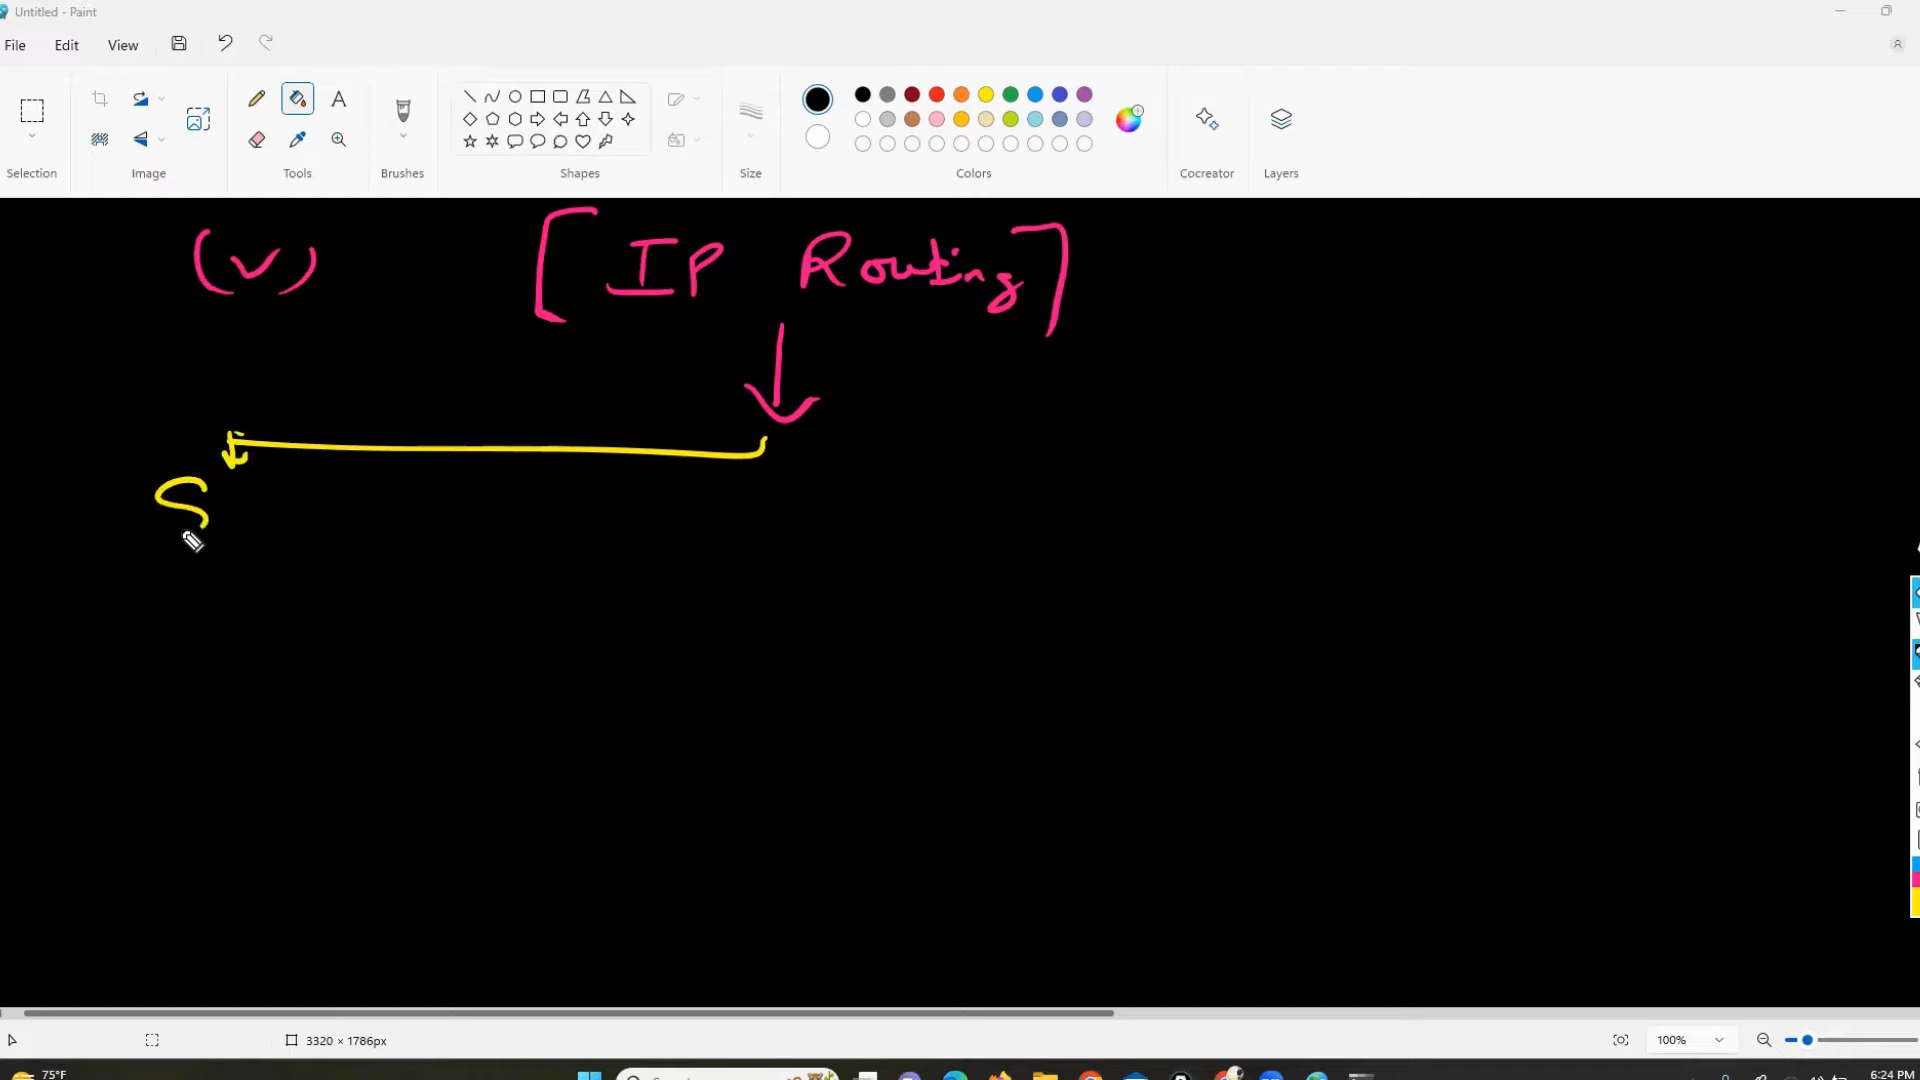 Untitled - Paint
File Edit View
Selection Image Tools Brushes Shapes Size Colors Cocreator Layers
(v) [IP Routing]
S
3320 × 1786px 100%
75°F 6:24 PM